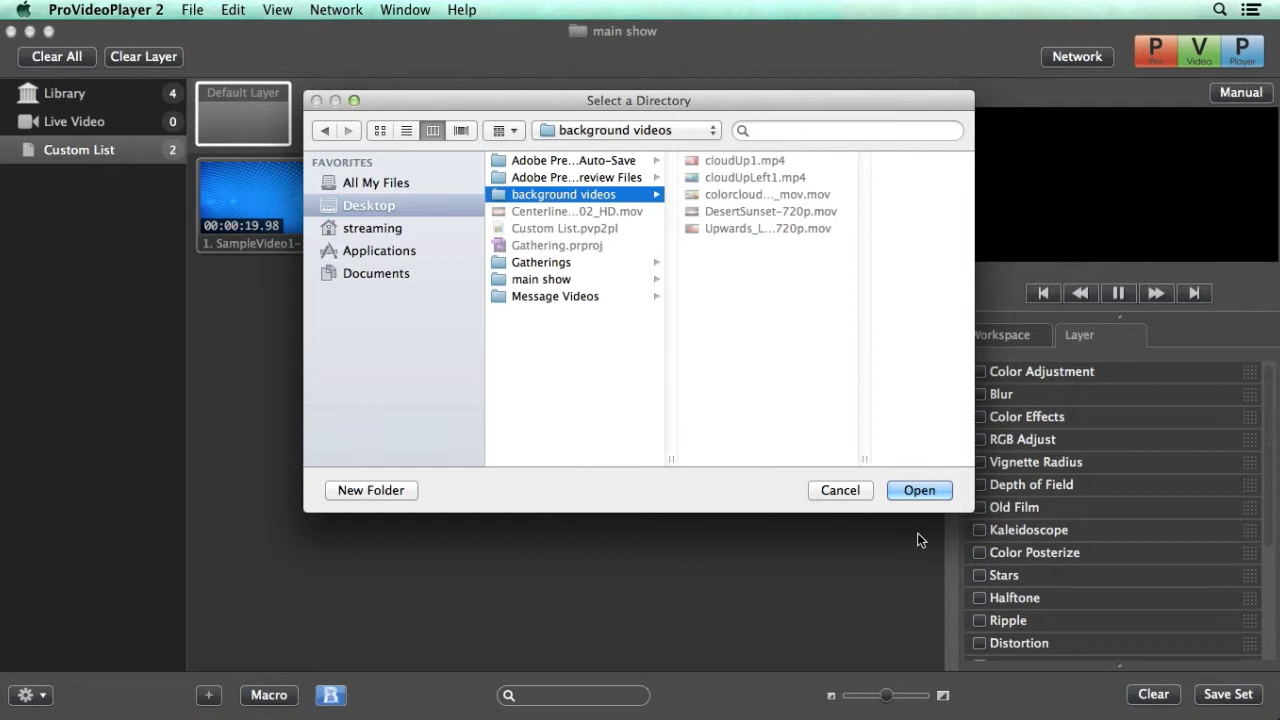 ProVideoPlayer 2 File Edit View Network Window Help
main show
Clear All Clear Layer Network P Pro V Video P Player
Library 4
Live Video 0
Custom List 2
Default Layer
00:00:19.98
1. SampleVideo1-
Select a Directory
background videos
FAVORITES
All My Files
Desktop
streaming
Applications
Documents
Adobe Pre...Auto-Save
Adobe Pre...review Files
background videos
Centerline...02_HD.mov
Custom List.pvp2pl
Gathering.prproj
Gatherings
main show
Message Videos
cloudUp1.mp4
cloudUpLeft1.mp4
colorcloud..._mov.mov
DesertSunset-720p.mov
Upwards_L...720p.mov
New Folder Cancel Open
Manual
Workspace Layer
Color Adjustment
Blur
Color Effects
RGB Adjust
Vignette Radius
Depth of Field
Old Film
Kaleidoscope
Color Posterize
Stars
Halftone
Ripple
Distortion
+ Macro Clear Save Set